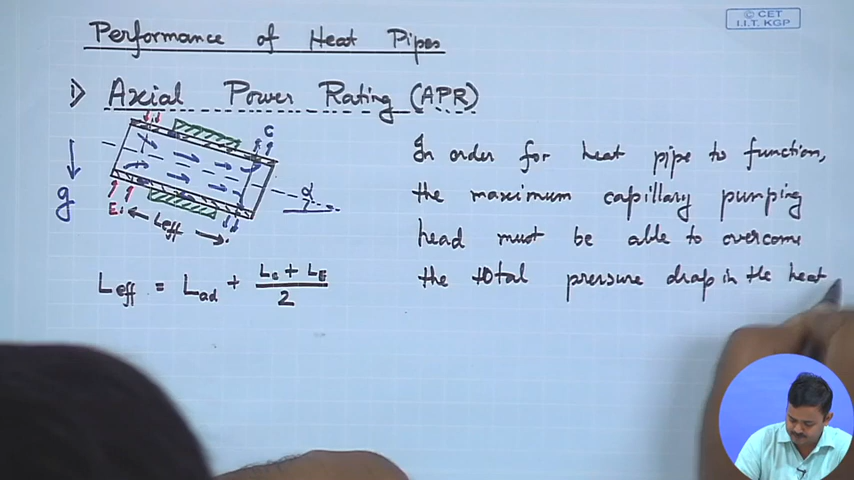 © CET
I.I.T. KGP
Performance of Heat Pipes
i) Axial Power Rating (APR)
g
E
C
α
Leff
Leff = Lad + (Lc + LE)/2
In order for heat pipe to function,
the maximum capillary pumping
head must be able to overcome
the total pressure drop in the heat